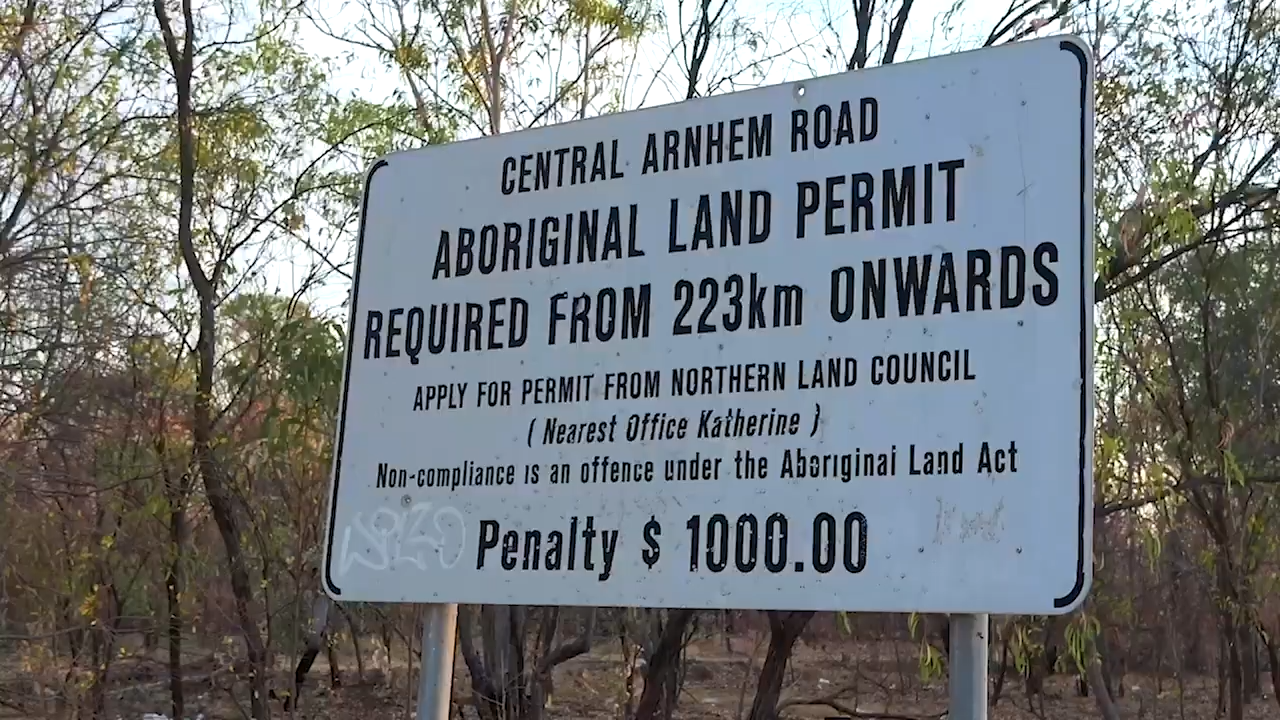 CENTRAL ARNHEM ROAD
ABORIGINAL LAND PERMIT
REQUIRED FROM 223km ONWARDS
APPLY FOR PERMIT FROM NORTHERN LAND COUNCIL
( Nearest Office Katherine )
Non-compliance is an offence under the Aboriginal Land Act
Penalty $ 1000.00